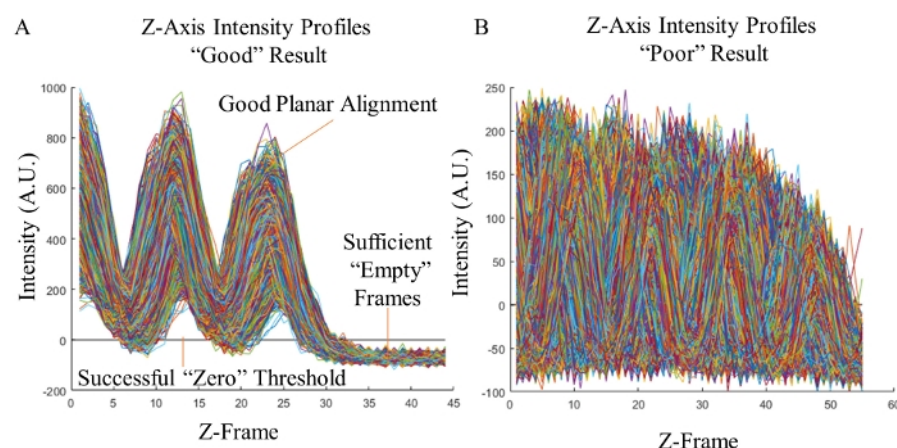 A
Z-Axis Intensity Profiles
“Good” Result
Good Planar Alignment
Sufficient
“Empty”
Frames
Successful “Zero” Threshold
Intensity (A.U.)
1000
800
600
400
200
0
-200
0
5
10
15
20
25
30
35
40
45
Z-Frame
B
Z-Axis Intensity Profiles
“Poor” Result
Intensity (A.U.)
250
200
150
100
50
0
-50
-100
0
10
20
30
40
50
60
Z-Frame